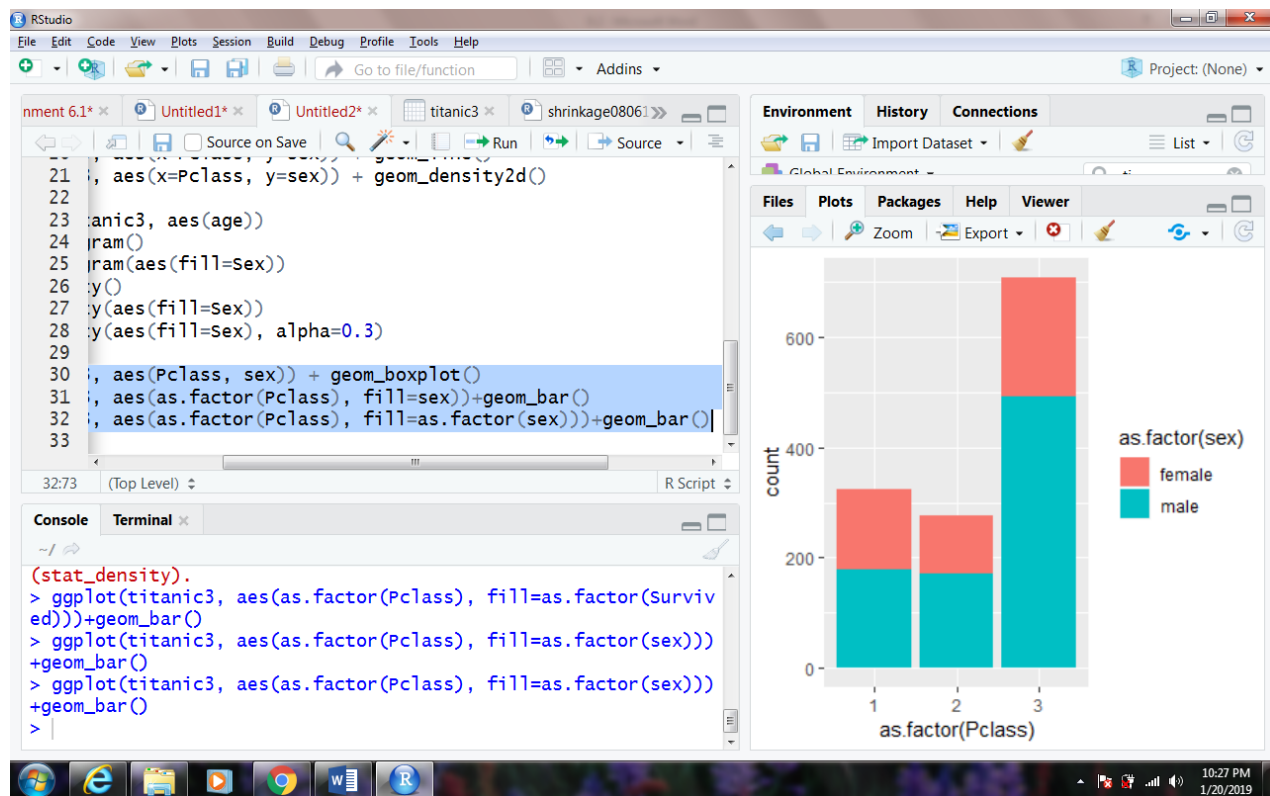 RStudio
File Edit Code View Plots Session Build Debug Profile Tools Help
Go to file/function Addins Project: (None)
nment 6.1* Untitled1* Untitled2* titanic3 shrinkage08061
Source on Save Run Source
21 , aes(x=Pclass, y=sex)) + geom_density2d()
22
23 tanic3, aes(age))
24 gram()
25 gram(aes(fill=Sex))
26 :y()
27 :y(aes(fill=Sex))
28 :y(aes(fill=Sex), alpha=0.3)
29
30 , aes(Pclass, sex)) + geom_boxplot()
31 , aes(as.factor(Pclass), fill=sex))+geom_bar()
32 , aes(as.factor(Pclass), fill=as.factor(sex)))+geom_bar()
33
32:73 (Top Level) R Script
Console Terminal
~/
(stat_density).
> ggplot(titanic3, aes(as.factor(Pclass), fill=as.factor(Surviv
ed)))+geom_bar()
> ggplot(titanic3, aes(as.factor(Pclass), fill=as.factor(sex)))
+geom_bar()
> ggplot(titanic3, aes(as.factor(Pclass), fill=as.factor(sex)))
+geom_bar()
>
Environment History Connections
Import Dataset List
Global Environment
Files Plots Packages Help Viewer
Zoom Export
600
400
200
0
count
1 2 3
as.factor(Pclass)
as.factor(sex)
female
male
10:27 PM
1/20/2019